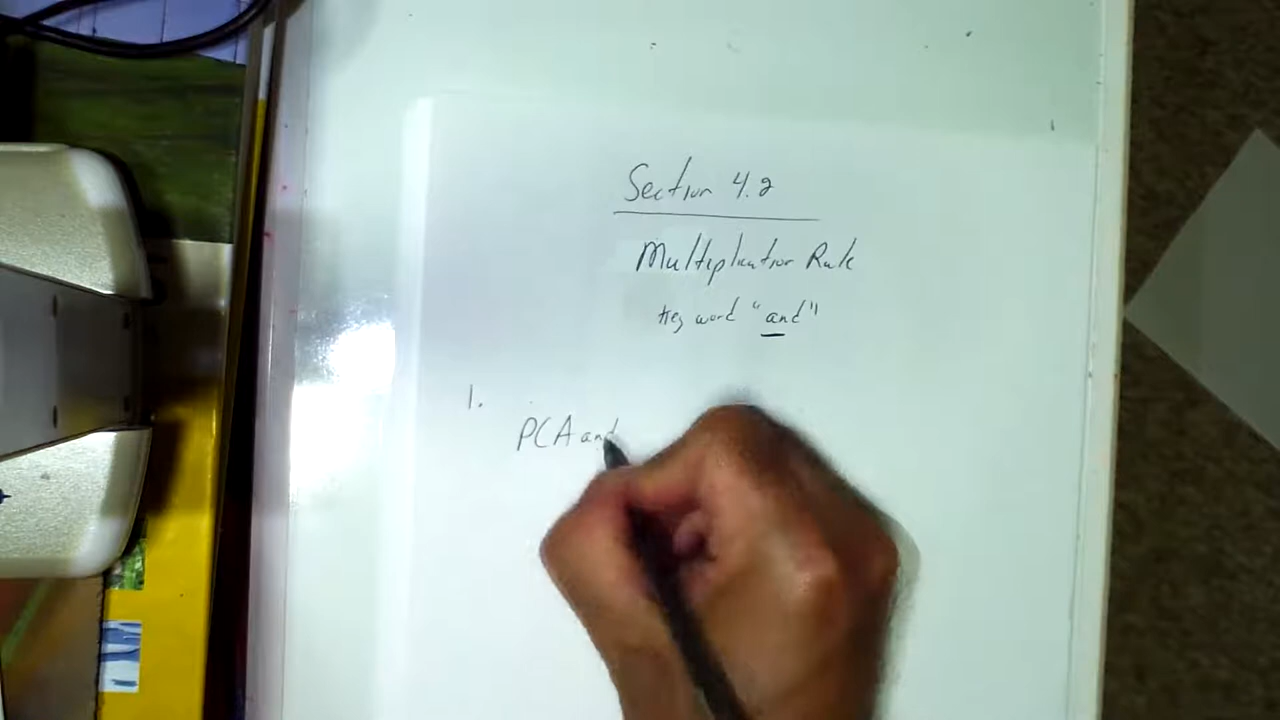 Section 4.2
Multiplication Rule
Key word "and"
1.
P(A and